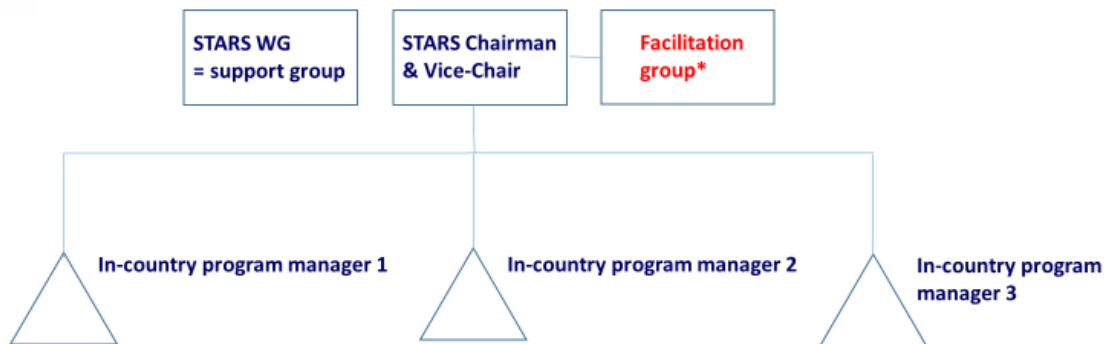 STARS WG
= support group
STARS Chairman
& Vice-Chair
Facilitation
group*
In-country program manager 1
In-country program manager 2
In-country program
manager 3